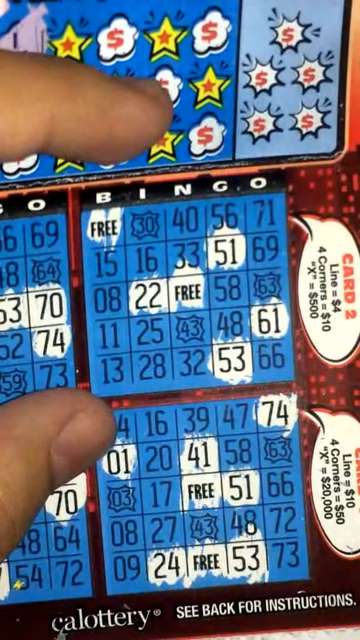 B I N G O
G O
FREE 30 40 56 71
69
15 16 33 51 69
48 64
08 22 FREE 58 63
53 70
11 25 43 48 61
52 74
13 28 32 53 66
59 73
CARD 2
Line = $4
4 Corners = $10
"X" = $500
16 39 47 74
01 20 41 58 63
03 17 FREE 51 66
70
08 27 43 48 72
48 64
09 24 FREE 53 73
54 72
Line = $10
4 Corners = $50
"X" = $20,000
calottery® SEE BACK FOR INSTRUCTIONS.